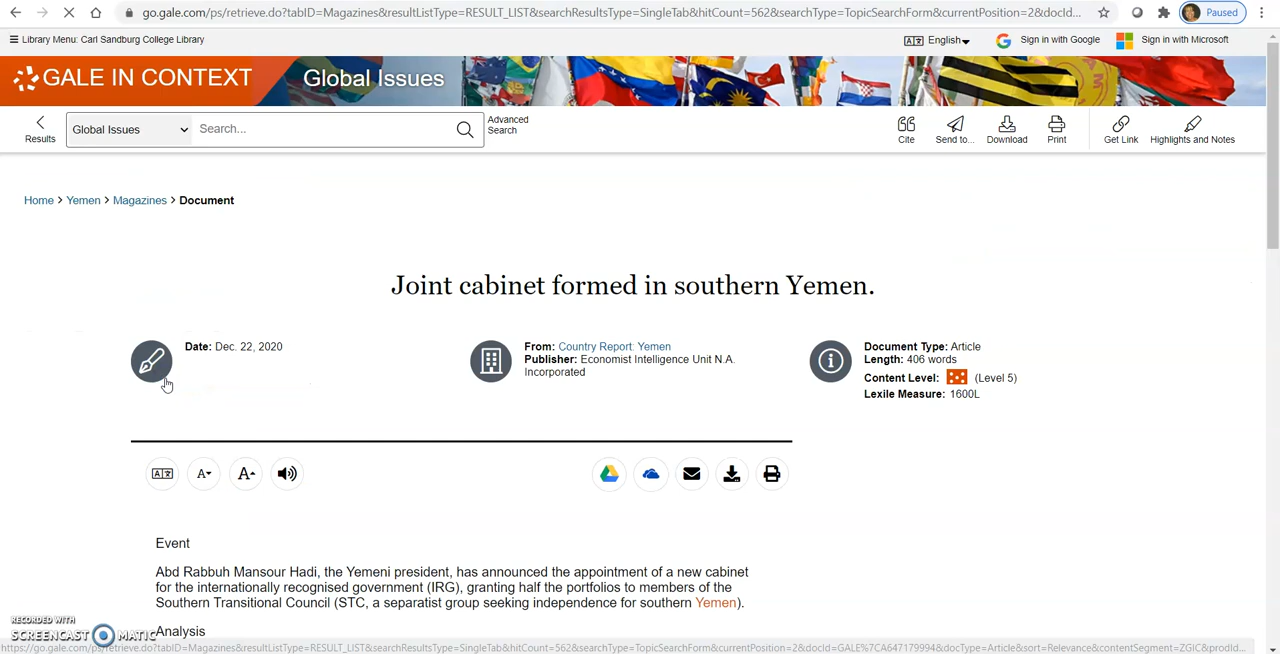 go.gale.com/ps/retrieve.do?tabID=Magazines&resultListType=RESULT_LIST&searchResultsType=SingleTab&hitCount=562&searchType=TopicSearchForm&currentPosition=2&docId...
Paused
Library Menu: Carl Sandburg College Library
English
Sign in with Google
Sign in with Microsoft
GALE IN CONTEXT
Global Issues
Results
Global Issues
Search...
Advanced
Search
Cite
Send to...
Download
Print
Get Link
Highlights and Notes
Home > Yemen > Magazines > Document
Joint cabinet formed in southern Yemen.
Date: Dec. 22, 2020
From: Country Report: Yemen
Publisher: Economist Intelligence Unit N.A.
Incorporated
Document Type: Article
Length: 406 words
Content Level: (Level 5)
Lexile Measure: 1600L
A
A
Event
Abd Rabbuh Mansour Hadi, the Yemeni president, has announced the appointment of a new cabinet
for the internationally recognised government (IRG), granting half the portfolios to members of the
Southern Transitional Council (STC, a separatist group seeking independence for southern Yemen).
RECORDED WITH
SCREENCAST MATIC
Analysis
https://go.gale.com/ps/retrieve.do?tabID=Magazines&resultListType=RESULT_LIST&searchResultsType=SingleTab&hitCount=562&searchType=TopicSearchForm&currentPosition=2&docId=GALE%7CA647179994&docType=Article&sort=Relevance&contentSegment=ZGIC&prodId...